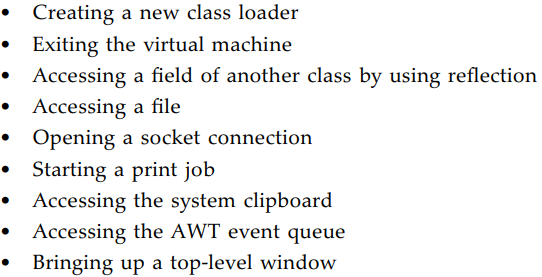 • Creating a new class loader
• Exiting the virtual machine
• Accessing a field of another class by using reflection
• Accessing a file
• Opening a socket connection
• Starting a print job
• Accessing the system clipboard
• Accessing the AWT event queue
• Bringing up a top-level window